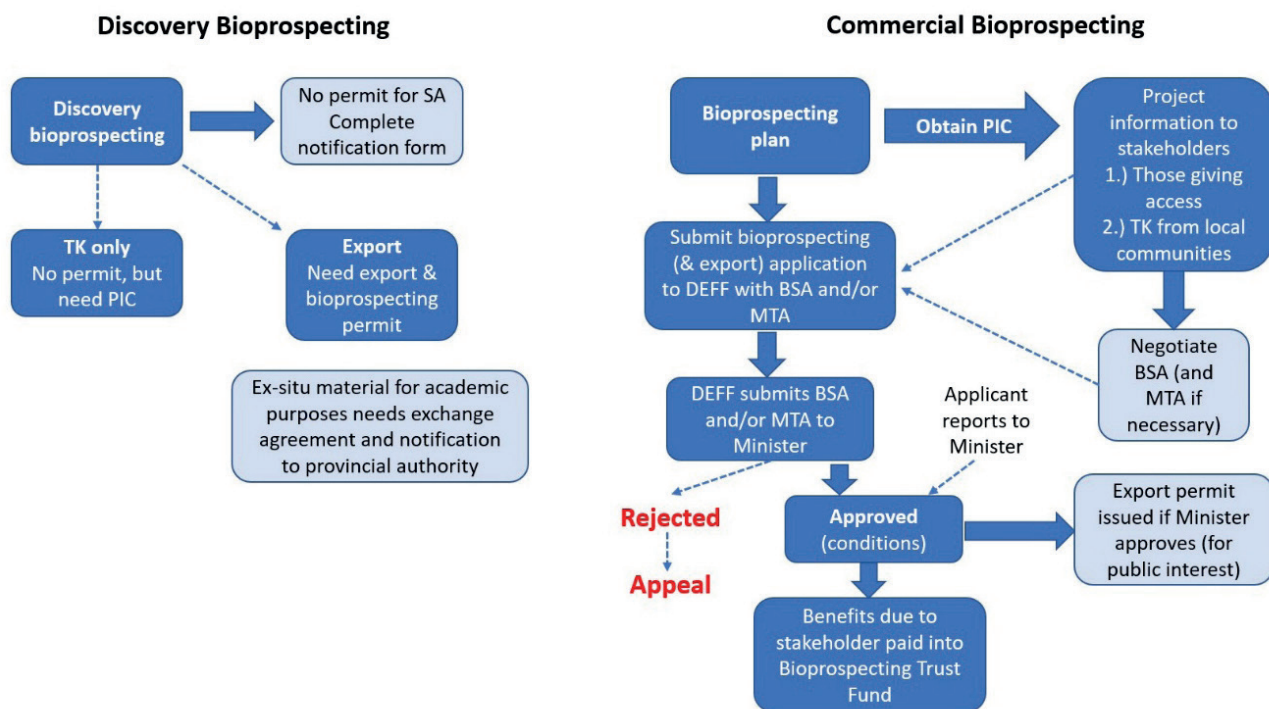 Discovery Bioprospecting
Discovery
bioprospecting
No permit for SA
Complete
notification form
TK only
No permit, but
need PIC
Export
Need export &
bioprospecting
permit
Ex-situ material for academic
purposes needs exchange
agreement and notification
to provincial authority
Commercial Bioprospecting
Bioprospecting
plan
Obtain PIC
Project
information to
stakeholders
1.) Those giving
access
2.) TK from local
communities
Submit bioprospecting
(& export) application
to DEFF with BSA and/or
MTA
Negotiate
BSA (and
MTA if
necessary)
DEFF submits BSA
and/or MTA to
Minister
Applicant
reports to
Minister
Rejected
Appeal
Approved
(conditions)
Export permit
issued if Minister
approves (for
public interest)
Benefits due to
stakeholder paid into
Bioprospecting Trust
Fund